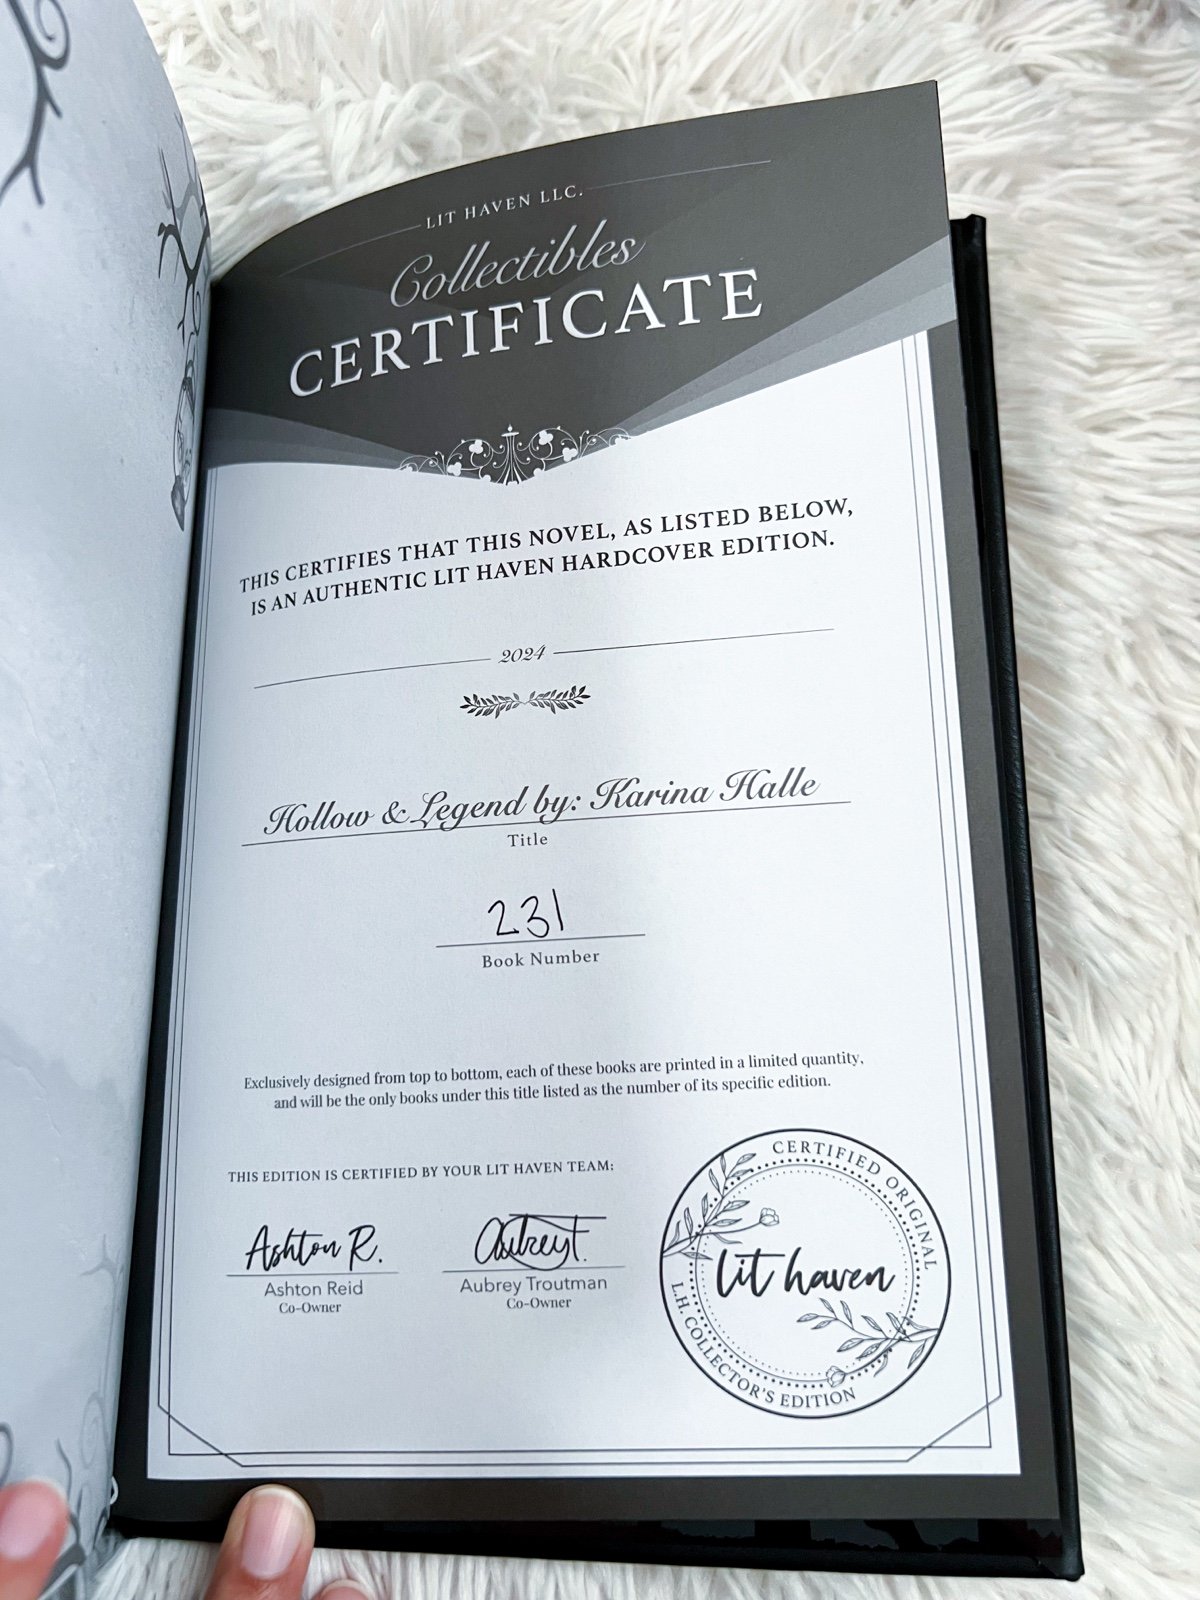 LIT HAVEN LLC.
Collectibles
CERTIFICATE
THIS CERTIFIES THAT THIS NOVEL, AS LISTED BELOW,
IS AN AUTHENTIC LIT HAVEN HARDCOVER EDITION.
2024
Hollow & Legend by: Karina Halle
Title
231
Book Number
Exclusively designed from top to bottom, each of these books are printed in a limited quantity,
and will be the only books under this title listed as the number of its specific edition.
THIS EDITION IS CERTIFIED BY YOUR LIT HAVEN TEAM:
Ashton R.
Ashton Reid
Co-Owner
Aubrey T.
Aubrey Troutman
Co-Owner
CERTIFIED ORIGINAL
lit haven
L.H. COLLECTOR'S EDITION